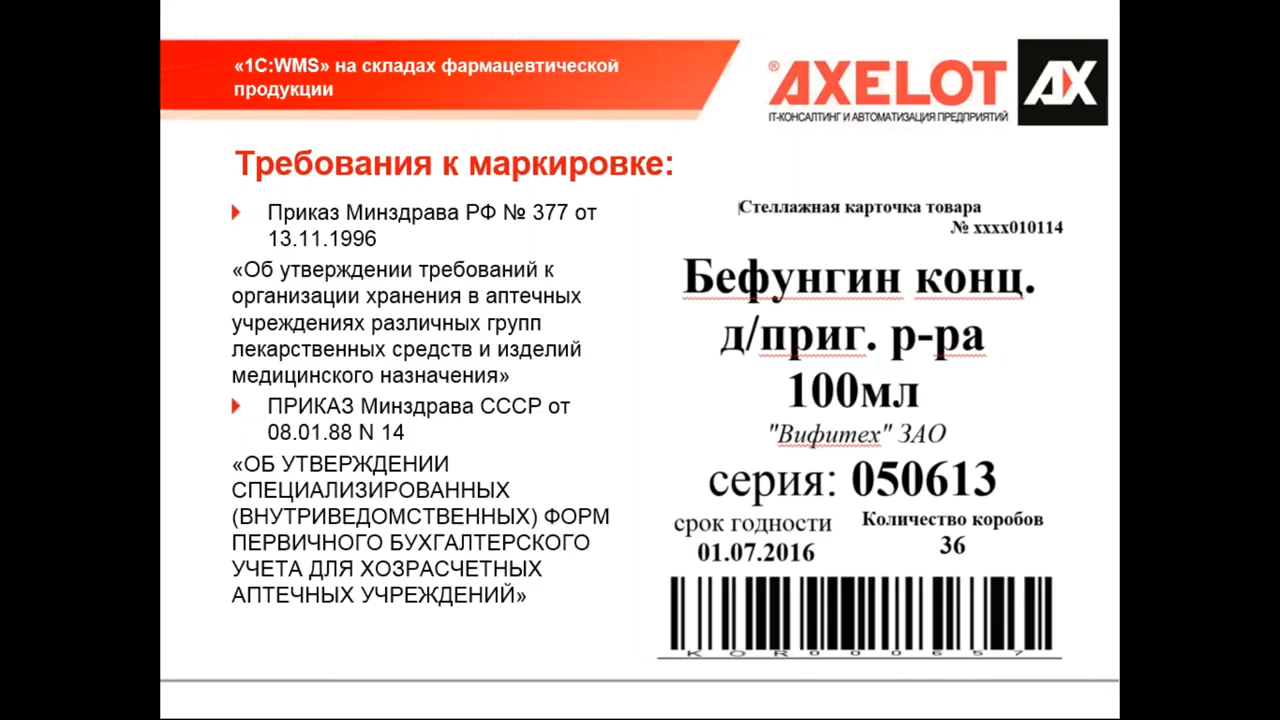 «1С:WMS» на складах фармацевтической
продукции
® AXELOT AX
IT-КОНСАЛТИНГ И АВТОМАТИЗАЦИЯ ПРЕДПРИЯТИЙ
Требования к маркировке:
Приказ Минздрава РФ № 377 от
13.11.1996
«Об утверждении требований к
организации хранения в аптечных
учреждениях различных групп
лекарственных средств и изделий
медицинского назначения»
ПРИКАЗ Минздрава СССР от
08.01.88 N 14
«ОБ УТВЕРЖДЕНИИ
СПЕЦИАЛИЗИРОВАННЫХ
(ВНУТРИВЕДОМСТВЕННЫХ) ФОРМ
ПЕРВИЧНОГО БУХГАЛТЕРСКОГО
УЧЕТА ДЛЯ ХОЗРАСЧЕТНЫХ
АПТЕЧНЫХ УЧРЕЖДЕНИЙ»
Стеллажная карточка товара
№ xxxx010114
Бефунгин конц.
д/приг. р-ра
100мл
"Вифитех" ЗАО
серия: 050613
срок годности
01.07.2016
Количество коробов
36
KOR000657